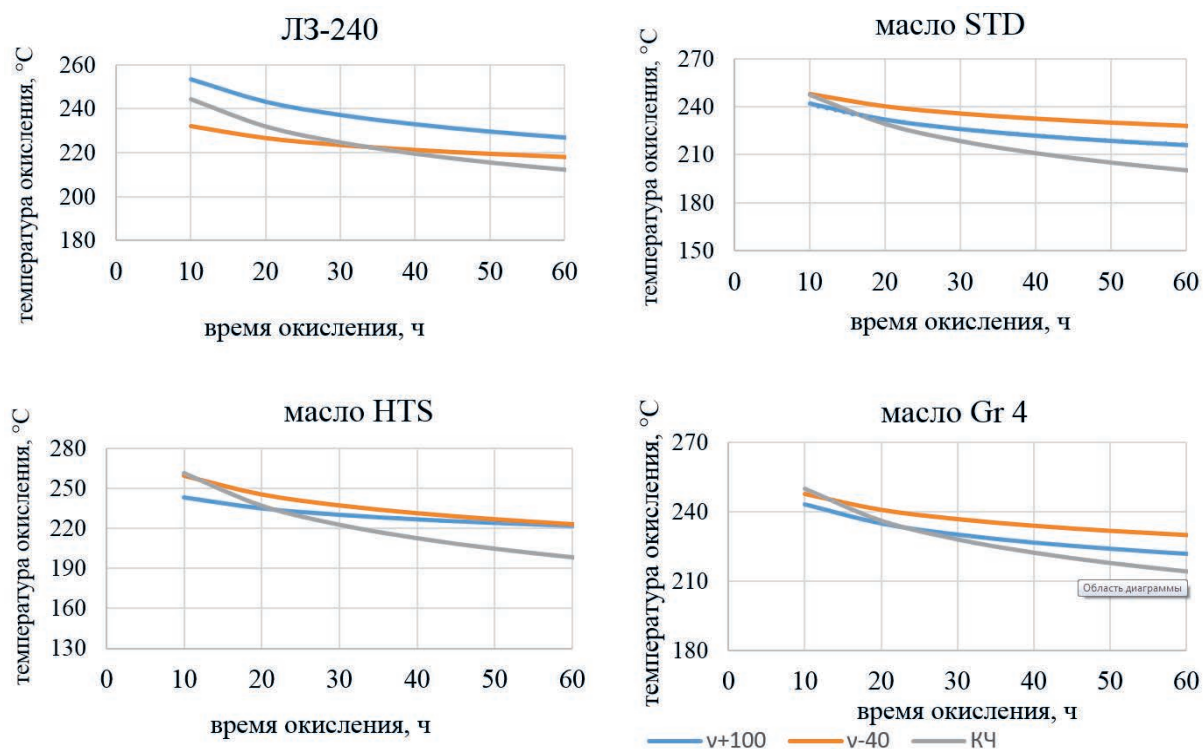 ЛЗ-240
температура окисления, °С
260
240
220
200
180
0 10 20 30 40 50 60
время окисления, ч
масло STD
температура окисления, °С
270
240
210
180
150
0 10 20 30 40 50 60
время окисления, ч
масло HTS
температура окисления, °С
280
250
220
190
160
130
0 10 20 30 40 50 60
время окисления, ч
масло Gr 4
температура окисления, °С
270
240
210
180
Область диаграммы
0 10 20 30 40 50 60
время окисления, ч
ν+100 ν-40 КЧ